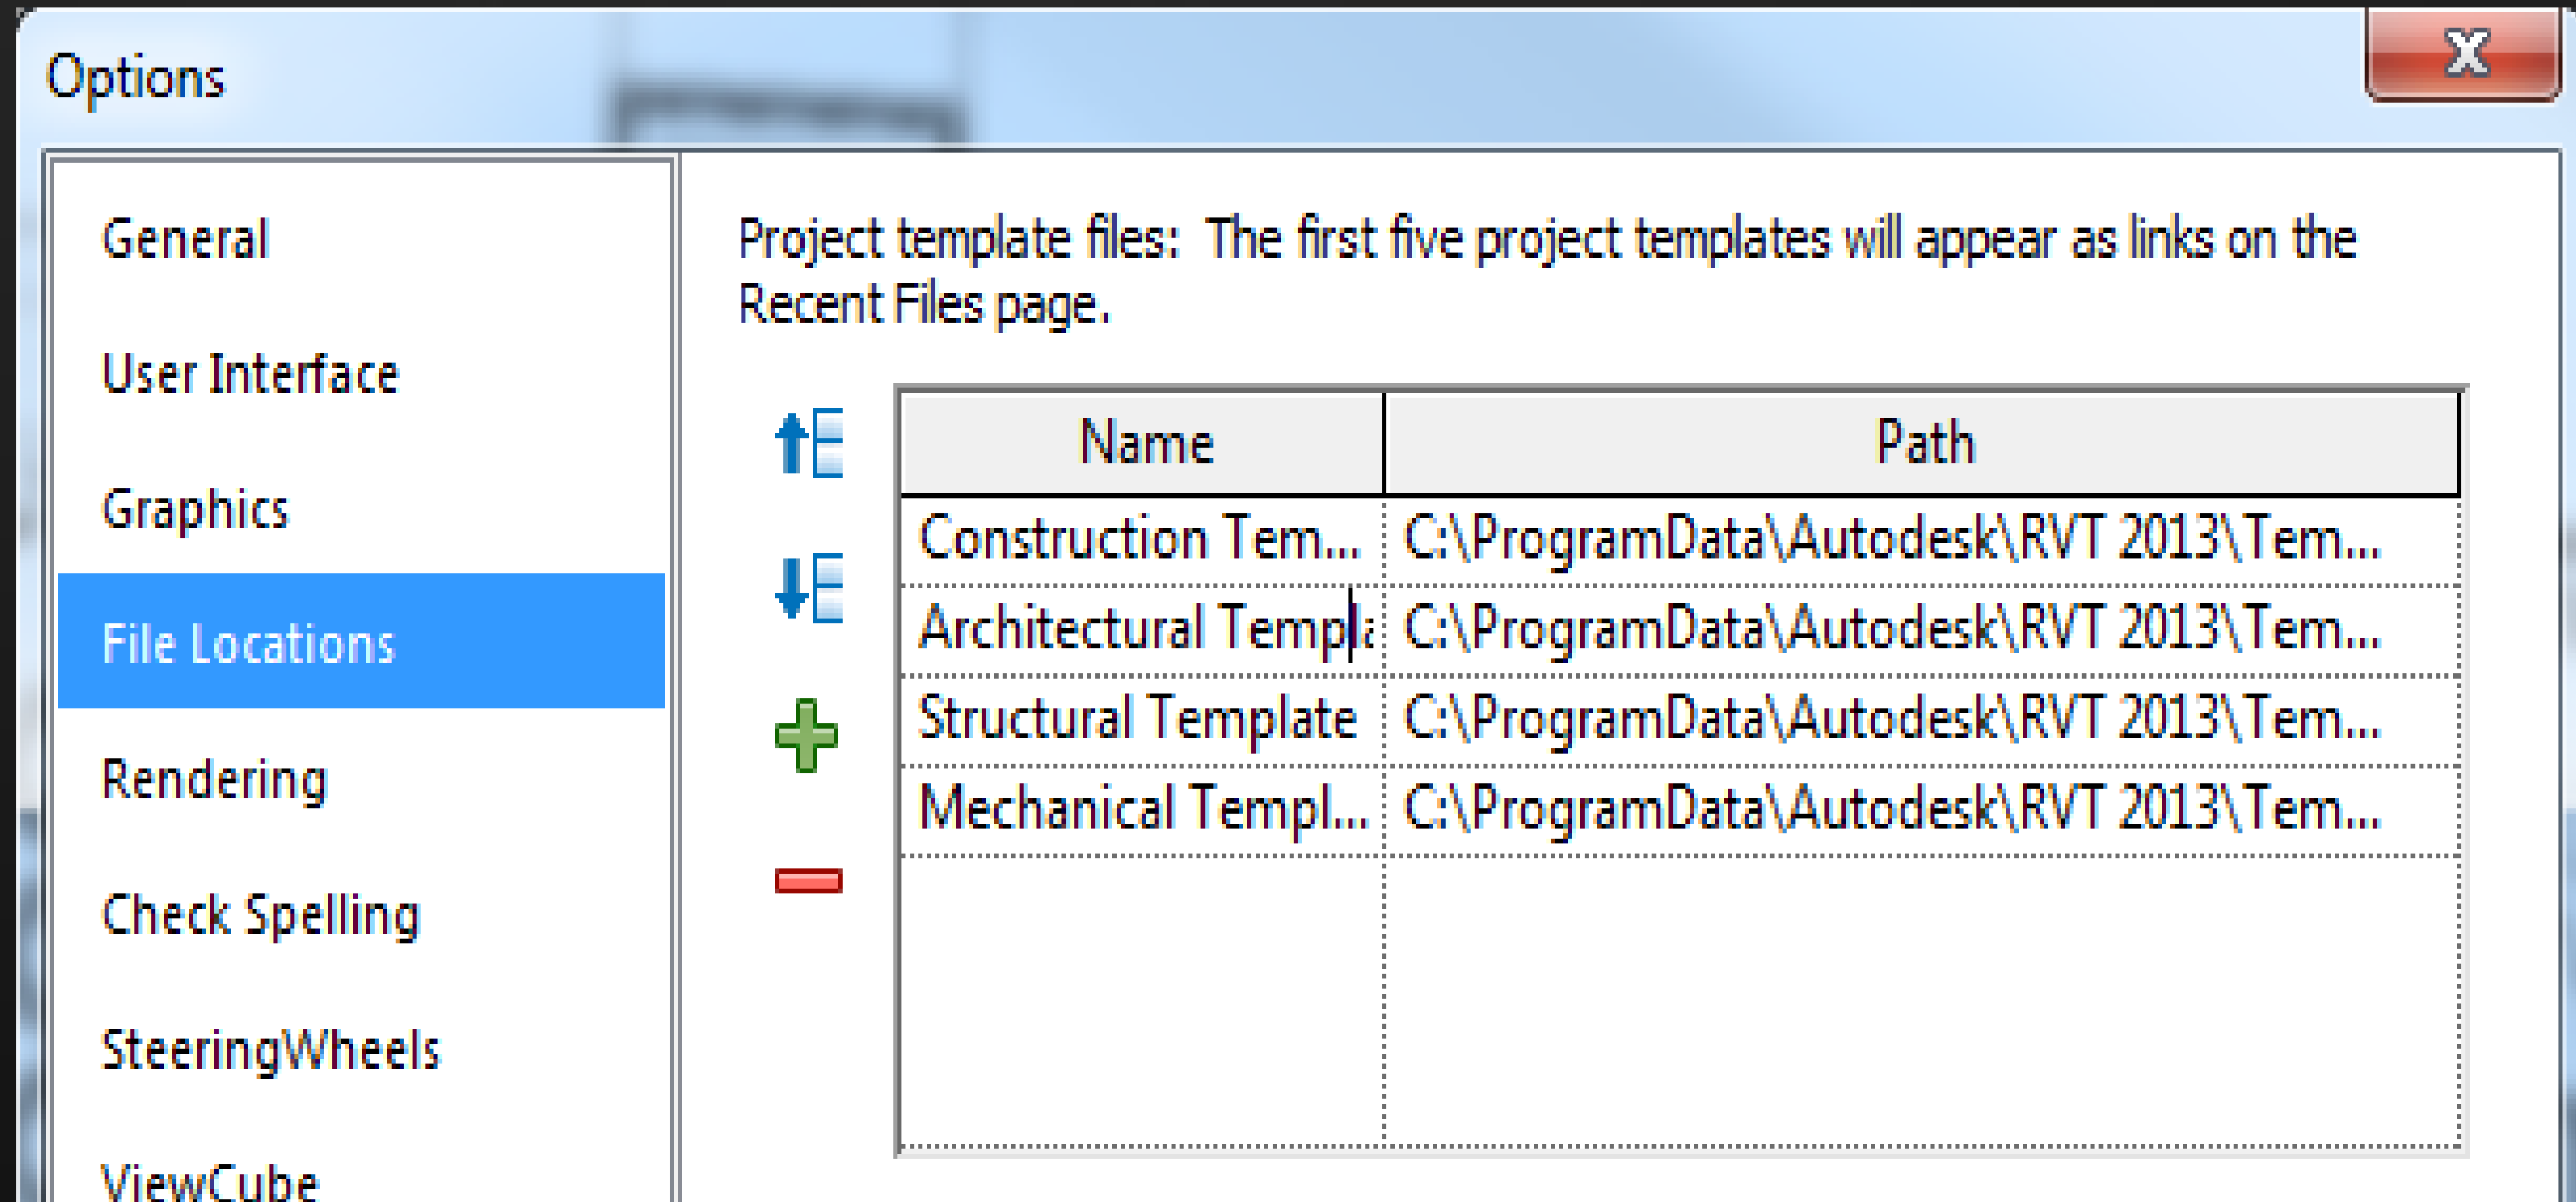 Options
General
User Interface
Graphics
File Locations
Rendering
Check Spelling
SteeringWheels
ViewCube
Project template files: The first five project templates will appear as links on the
Recent Files page.
Name Path
Construction Tem... C:\ProgramData\Autodesk\RVT 2013\Tem...
Architectural Templa C:\ProgramData\Autodesk\RVT 2013\Tem...
Structural Template C:\ProgramData\Autodesk\RVT 2013\Tem...
Mechanical Templ... C:\ProgramData\Autodesk\RVT 2013\Tem...